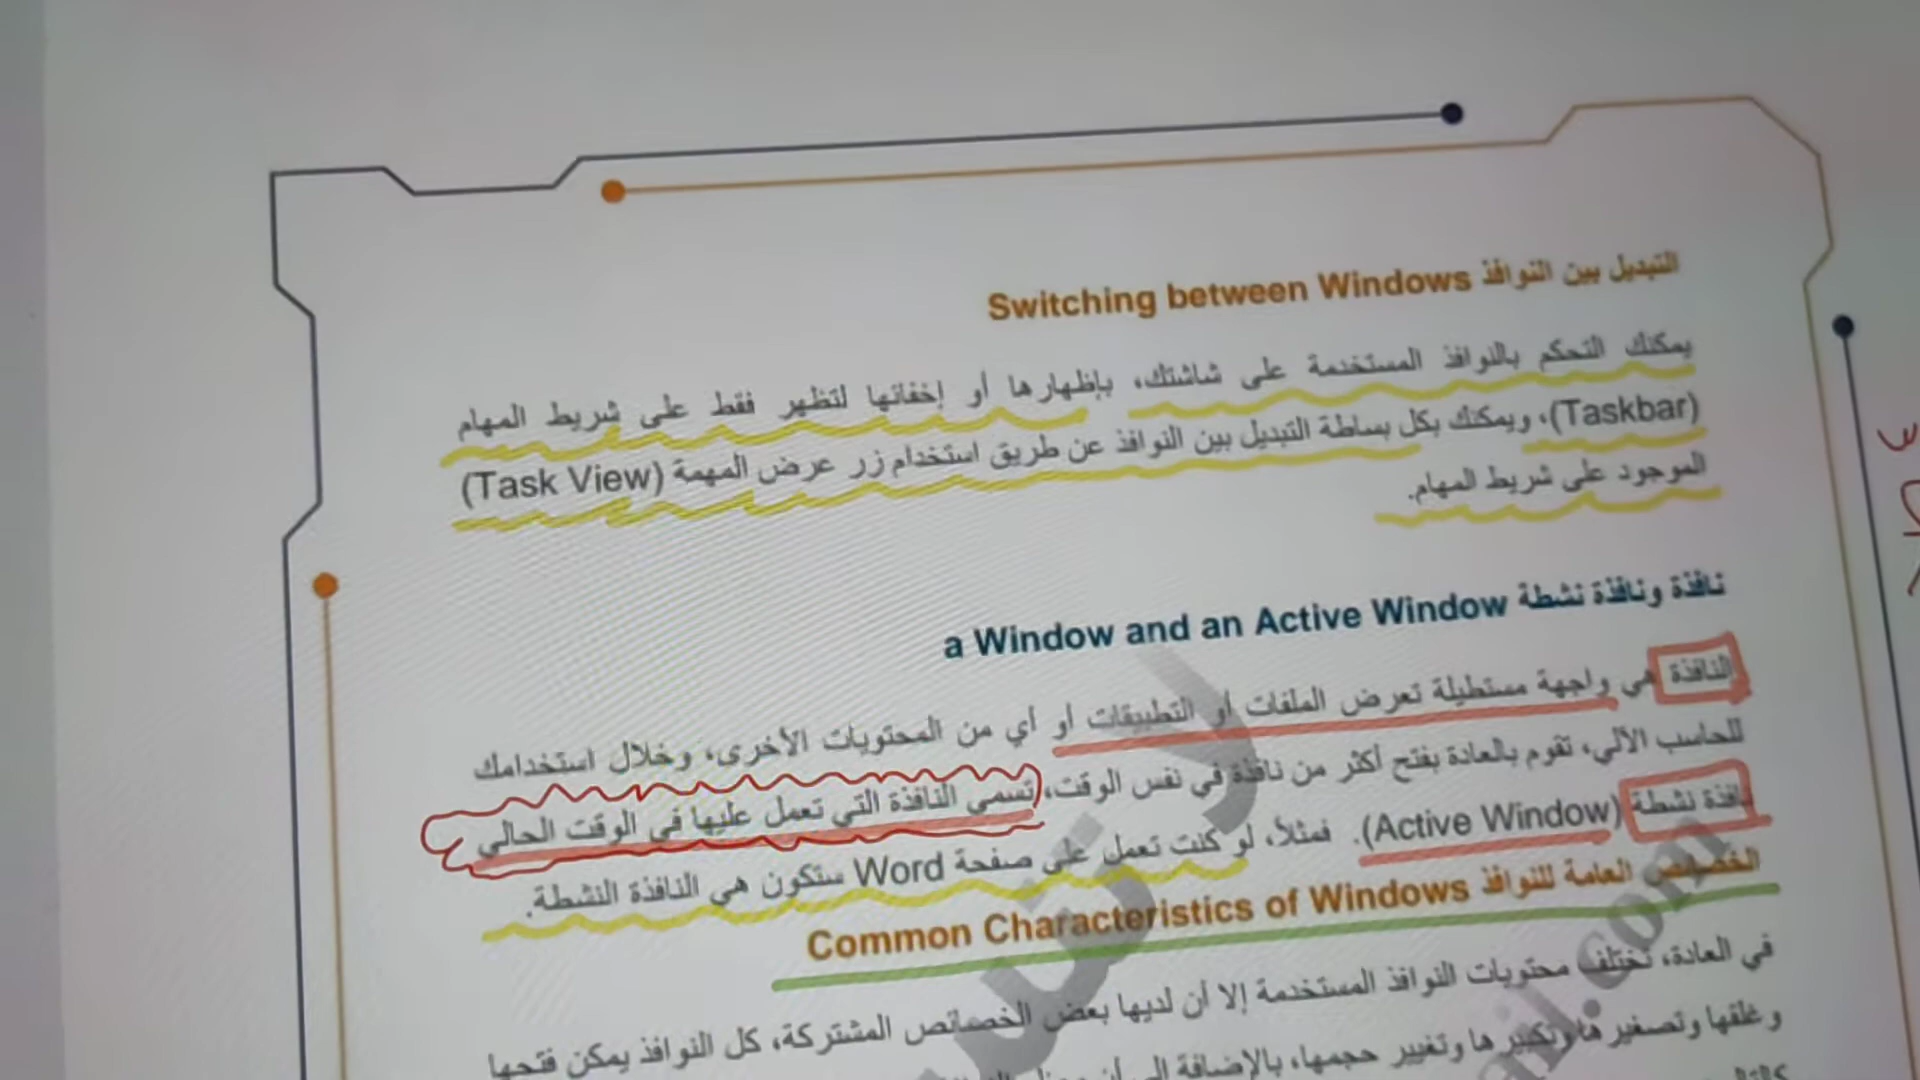 التبديل بين النوافذ Switching between Windows
يمكنك التحكم بالنوافذ المستخدمة على شاشتك، بإظهارها أو إخفائها لتظهر فقط على شريط المهام
(Taskbar)، ويمكنك بكل بساطة التبديل بين النوافذ عن طريق استخدام زر عرض المهمة (Task View)
الموجود على شريط المهام.
نافذة ونافذة نشطة a Window and an Active Window
النافذة هي واجهة مستطيلة تعرض الملفات أو التطبيقات أو أي من المحتويات الأخرى، وخلال استخدامك
للحاسب الآلي، تقوم بالعادة بفتح أكثر من نافذة في نفس الوقت، تسمى النافذة التي تعمل عليها في الوقت الحالي
نافذة نشطة (Active Window). فمثلاً، لو كنت تعمل على صفحة Word ستكون هي النافذة النشطة.
الخصائص العامة للنوافذ Common Characteristics of Windows
في العادة، تختلف محتويات النوافذ المستخدمة إلا أن لديها بعض الخصائص المشتركة، كل النوافذ يمكن فتحها
وغلقها وتصغيرها وتكبيرها وتغيير حجمها، بالإضافة إلى أن